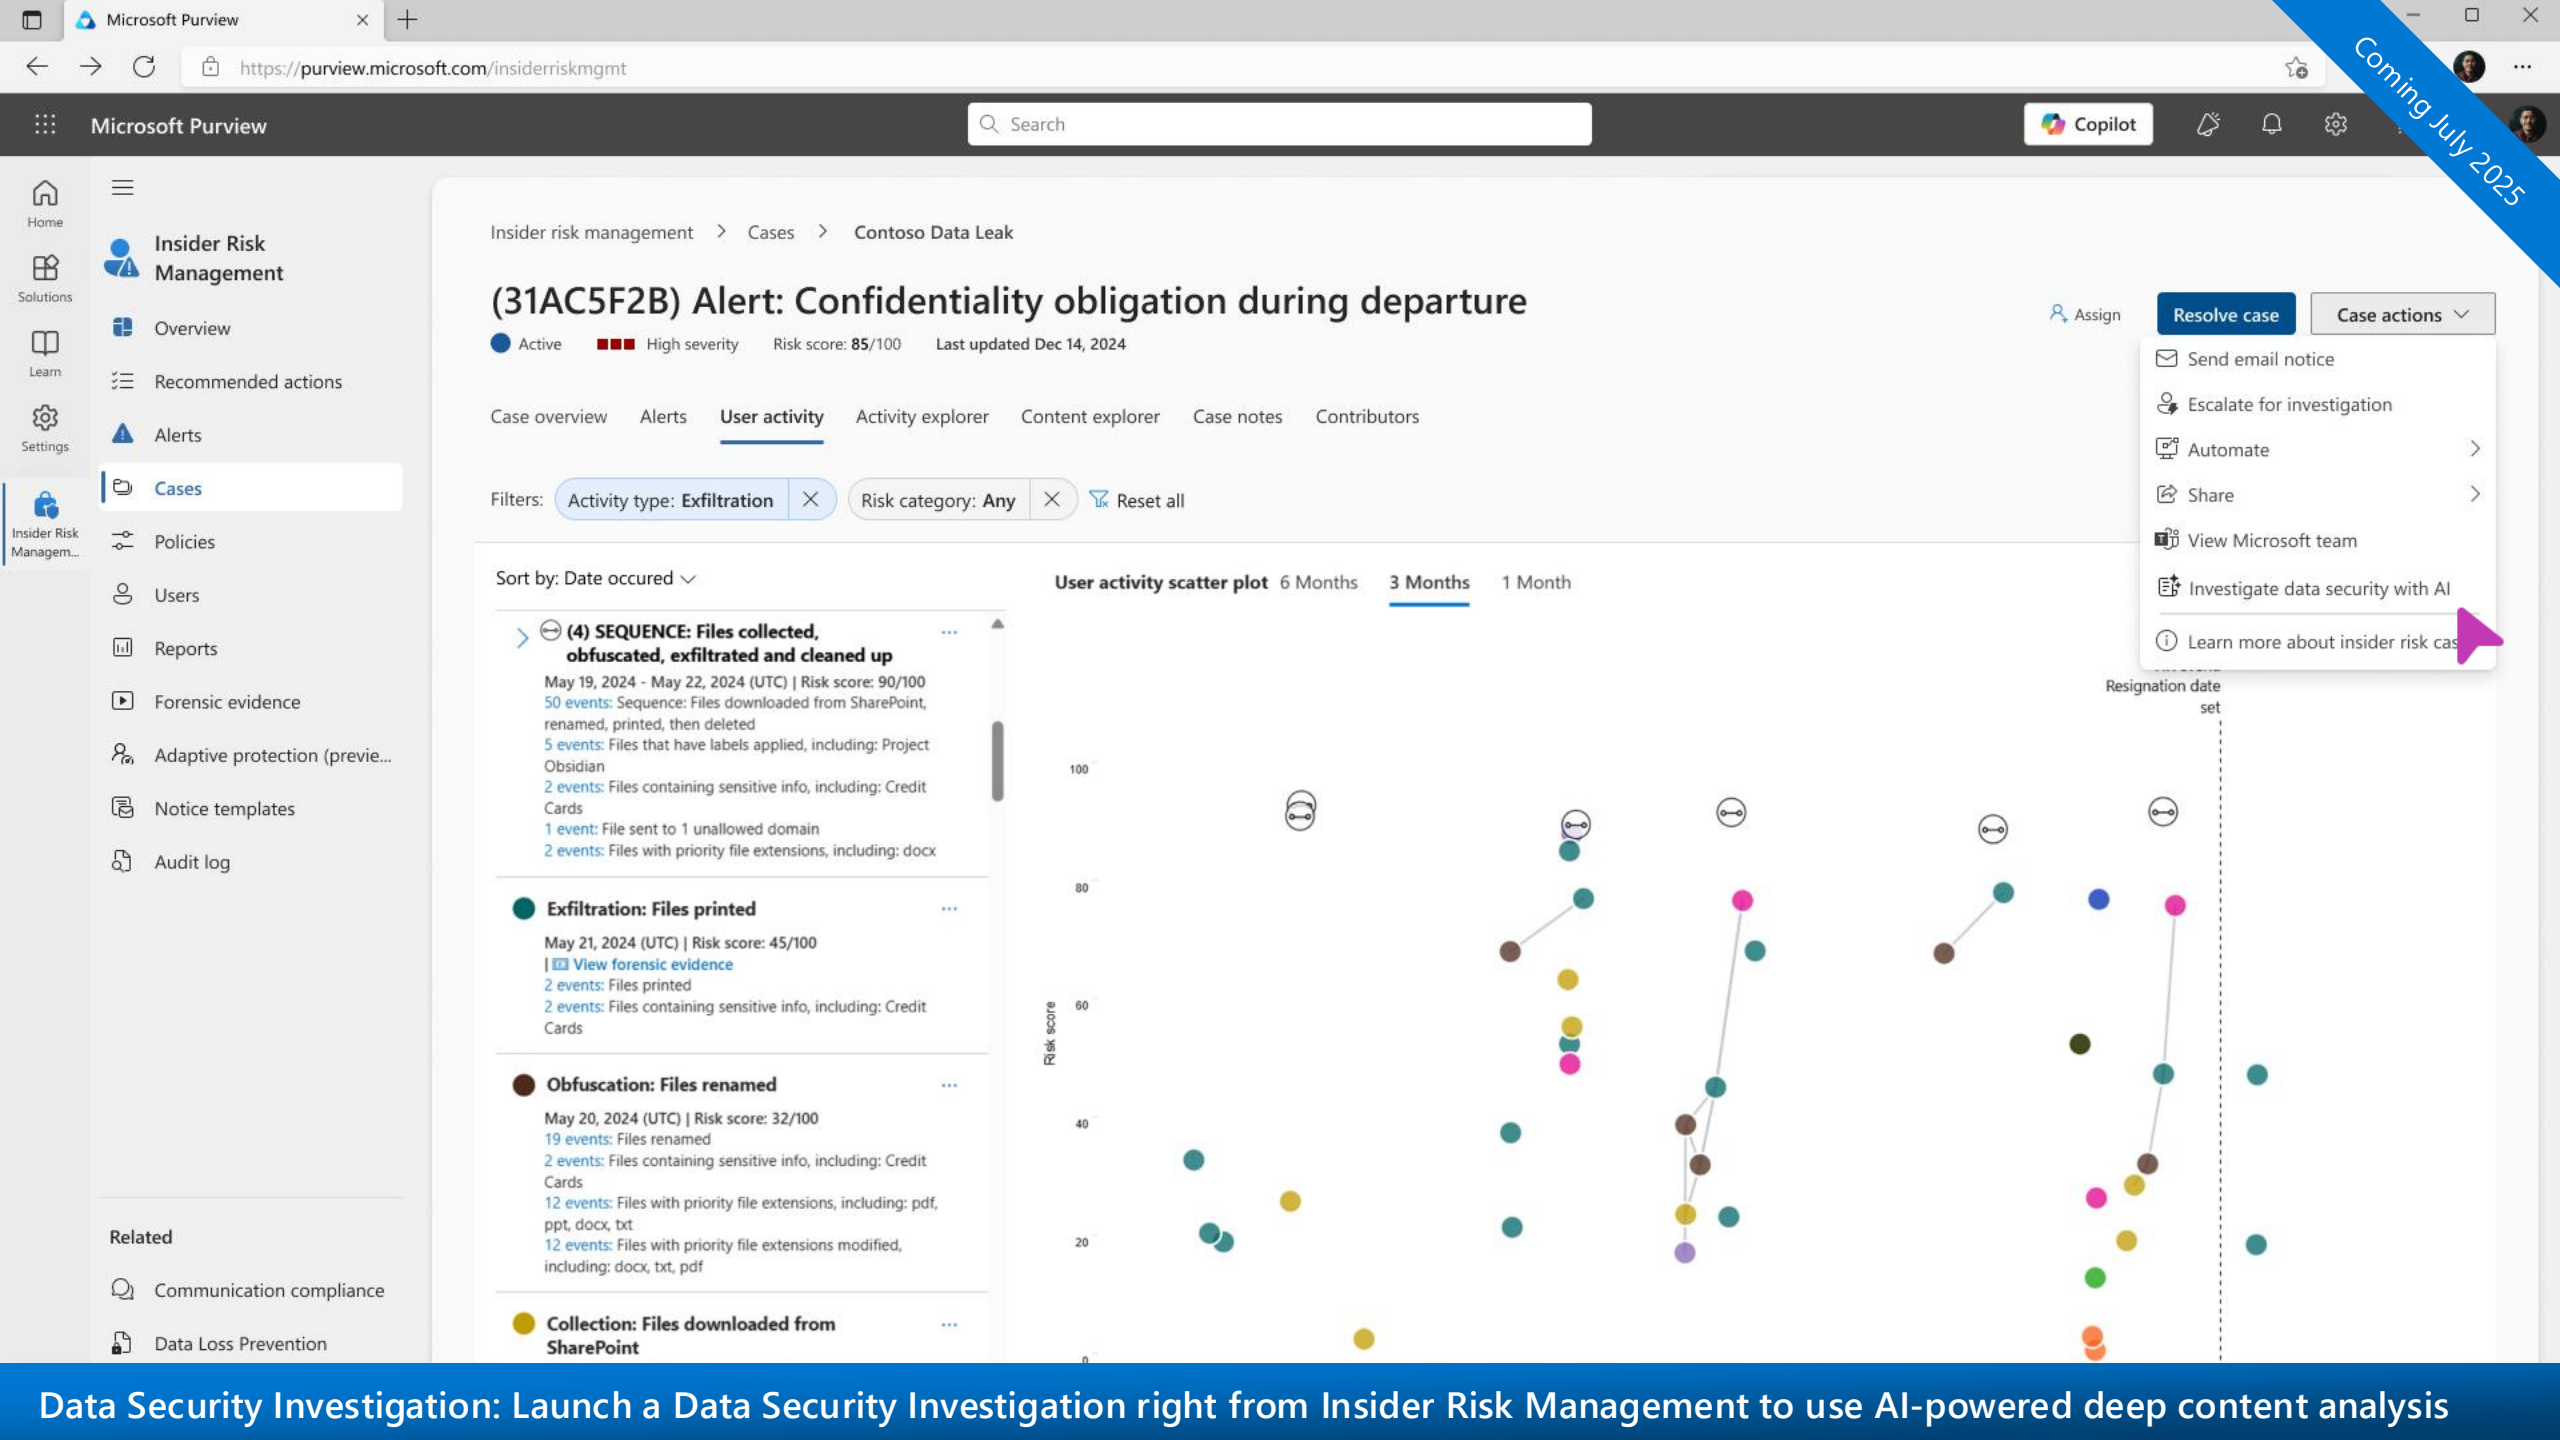 Microsoft Purview
https://purview.microsoft.com/insiderriskmgmt
Coming July 2025
Microsoft Purview
Search
Copilot
Home
Solutions
Learn
Settings
Insider Risk
Managem...
Insider Risk
Management
Overview
Recommended actions
Alerts
Cases
Policies
Users
Reports
Forensic evidence
Adaptive protection (previe...
Notice templates
Audit log
Related
Communication compliance
Data Loss Prevention
Insider risk management > Cases > Contoso Data Leak
(31AC5F2B) Alert: Confidentiality obligation during departure
Active High severity Risk score: 85/100 Last updated Dec 14, 2024
Assign Resolve case Case actions
Send email notice
Escalate for investigation
Automate
Share
View Microsoft team
Investigate data security with AI
Learn more about insider risk cas
Case overview Alerts User activity Activity explorer Content explorer Case notes Contributors
Filters: Activity type: Exfiltration Risk category: Any Reset all
Sort by: Date occured
(4) SEQUENCE: Files collected,
obfuscated, exfiltrated and cleaned up
May 19, 2024 - May 22, 2024 (UTC) | Risk score: 90/100
50 events: Sequence: Files downloaded from SharePoint,
renamed, printed, then deleted
5 events: Files that have labels applied, including: Project
Obsidian
2 events: Files containing sensitive info, including: Credit
Cards
1 event: File sent to 1 unallowed domain
2 events: Files with priority file extensions, including: docx
Exfiltration: Files printed
May 21, 2024 (UTC) | Risk score: 45/100
| View forensic evidence
2 events: Files printed
2 events: Files containing sensitive info, including: Credit
Cards
Obfuscation: Files renamed
May 20, 2024 (UTC) | Risk score: 32/100
19 events: Files renamed
2 events: Files containing sensitive info, including: Credit
Cards
12 events: Files with priority file extensions, including: pdf,
ppt, docx, txt
12 events: Files with priority file extensions modified,
including: docx, txt, pdf
Collection: Files downloaded from
SharePoint
User activity scatter plot 6 Months 3 Months 1 Month
Resignation date
set
Risk score
100
80
60
40
20
0
Data Security Investigation: Launch a Data Security Investigation right from Insider Risk Management to use AI-powered deep content analysis